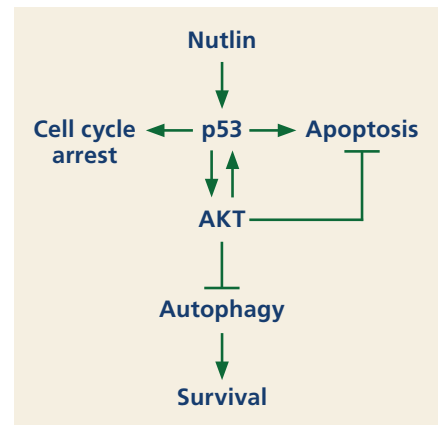 Nutlin
Cell cycle
arrest
p53
Apoptosis
AKT
Autophagy
Survival